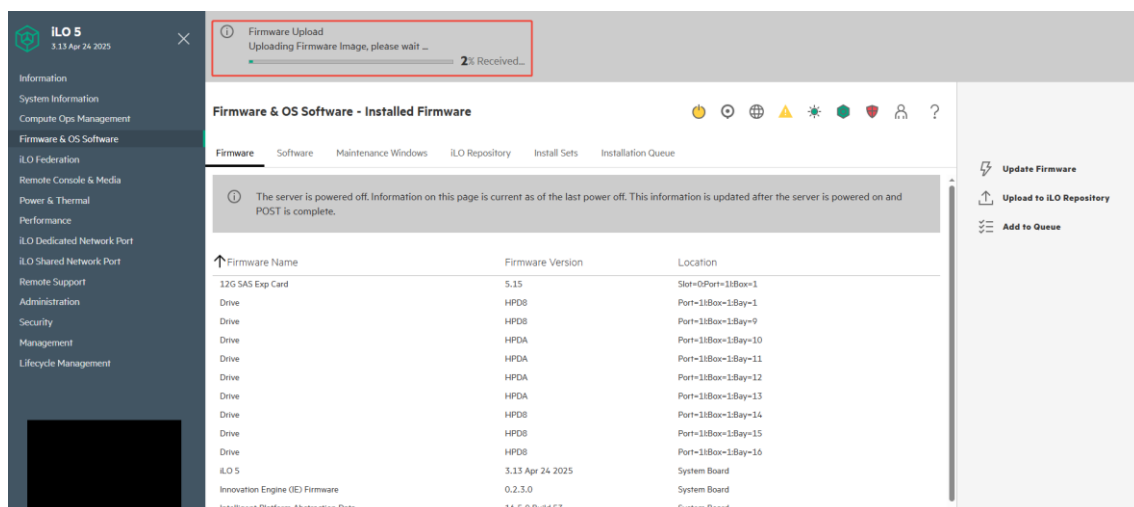 iLO 5
3.13 Apr 24 2025
Information
System Information
Compute Ops Management
Firmware & OS Software
iLO Federation
Remote Console & Media
Power & Thermal
Performance
iLO Dedicated Network Port
iLO Shared Network Port
Remote Support
Administration
Security
Management
Lifecycle Management
Firmware Upload
Uploading Firmware Image, please wait ...
2% Received...
Firmware & OS Software - Installed Firmware
Firmware Software Maintenance Windows iLO Repository Install Sets Installation Queue
The server is powered off. Information on this page is current as of the last power off. This information is updated after the server is powered on and
POST is complete.
Firmware Name Firmware Version Location
12G SAS Exp Card 5.15 Slot=0:Port=1I:Box=1
Drive HPD8 Port=1I:Box=1:Bay=1
Drive HPD8 Port=1I:Box=1:Bay=9
Drive HPDA Port=1I:Box=1:Bay=10
Drive HPDA Port=1I:Box=1:Bay=11
Drive HPDA Port=1I:Box=1:Bay=12
Drive HPDA Port=1I:Box=1:Bay=13
Drive HPD8 Port=1I:Box=1:Bay=14
Drive HPD8 Port=1I:Box=1:Bay=15
Drive HPD8 Port=1I:Box=1:Bay=16
iLO 5 3.13 Apr 24 2025 System Board
Innovation Engine (IE) Firmware 0.2.3.0 System Board
Update Firmware
Upload to iLO Repository
Add to Queue